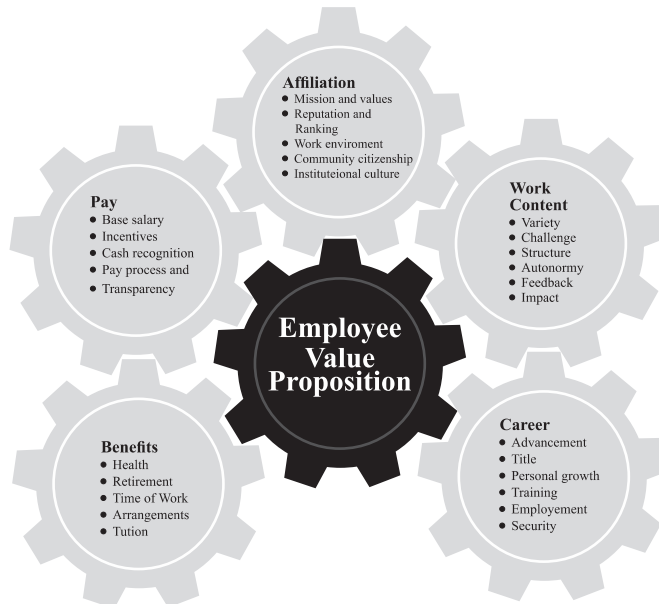 Affiliation
● Mission and values
● Reputation and
Ranking
● Work enviroment
● Community citizenship
● Instituteional culture
Pay
● Base salary
● Incentives
● Cash recognition
● Pay process and
● Transparency
Work
Content
● Variety
● Challenge
● Structure
● Autonormy
● Feedback
● Impact
Employee
Value
Proposition
Benefits
● Health
● Retirement
● Time of Work
● Arrangements
● Tution
Career
● Advancement
● Title
● Personal growth
● Training
● Employement
● Security